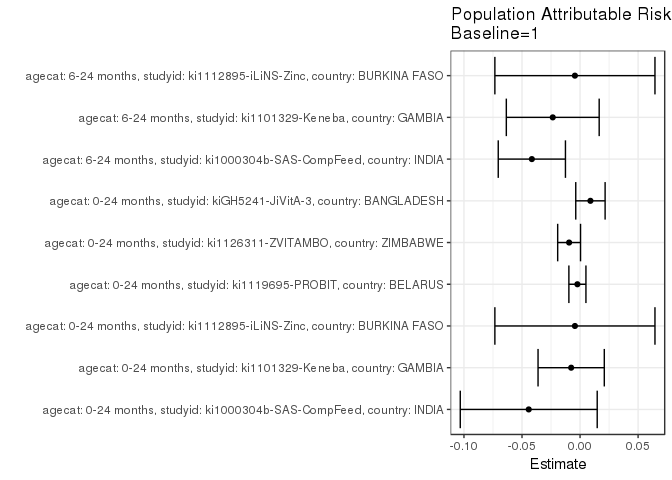 Population Attributable Risk
Baseline=1
agecat: 6-24 months, studyid: ki1112895-iLiNS-Zinc, country: BURKINA FASO
agecat: 6-24 months, studyid: ki1101329-Keneba, country: GAMBIA
agecat: 6-24 months, studyid: ki1000304b-SAS-CompFeed, country: INDIA
agecat: 0-24 months, studyid: kiGH5241-JiVitA-3, country: BANGLADESH
agecat: 0-24 months, studyid: ki1126311-ZVITAMBO, country: ZIMBABWE
agecat: 0-24 months, studyid: ki1119695-PROBIT, country: BELARUS
agecat: 0-24 months, studyid: ki1112895-iLiNS-Zinc, country: BURKINA FASO
agecat: 0-24 months, studyid: ki1101329-Keneba, country: GAMBIA
agecat: 0-24 months, studyid: ki1000304b-SAS-CompFeed, country: INDIA
-0.10 -0.05 0.00 0.05
Estimate